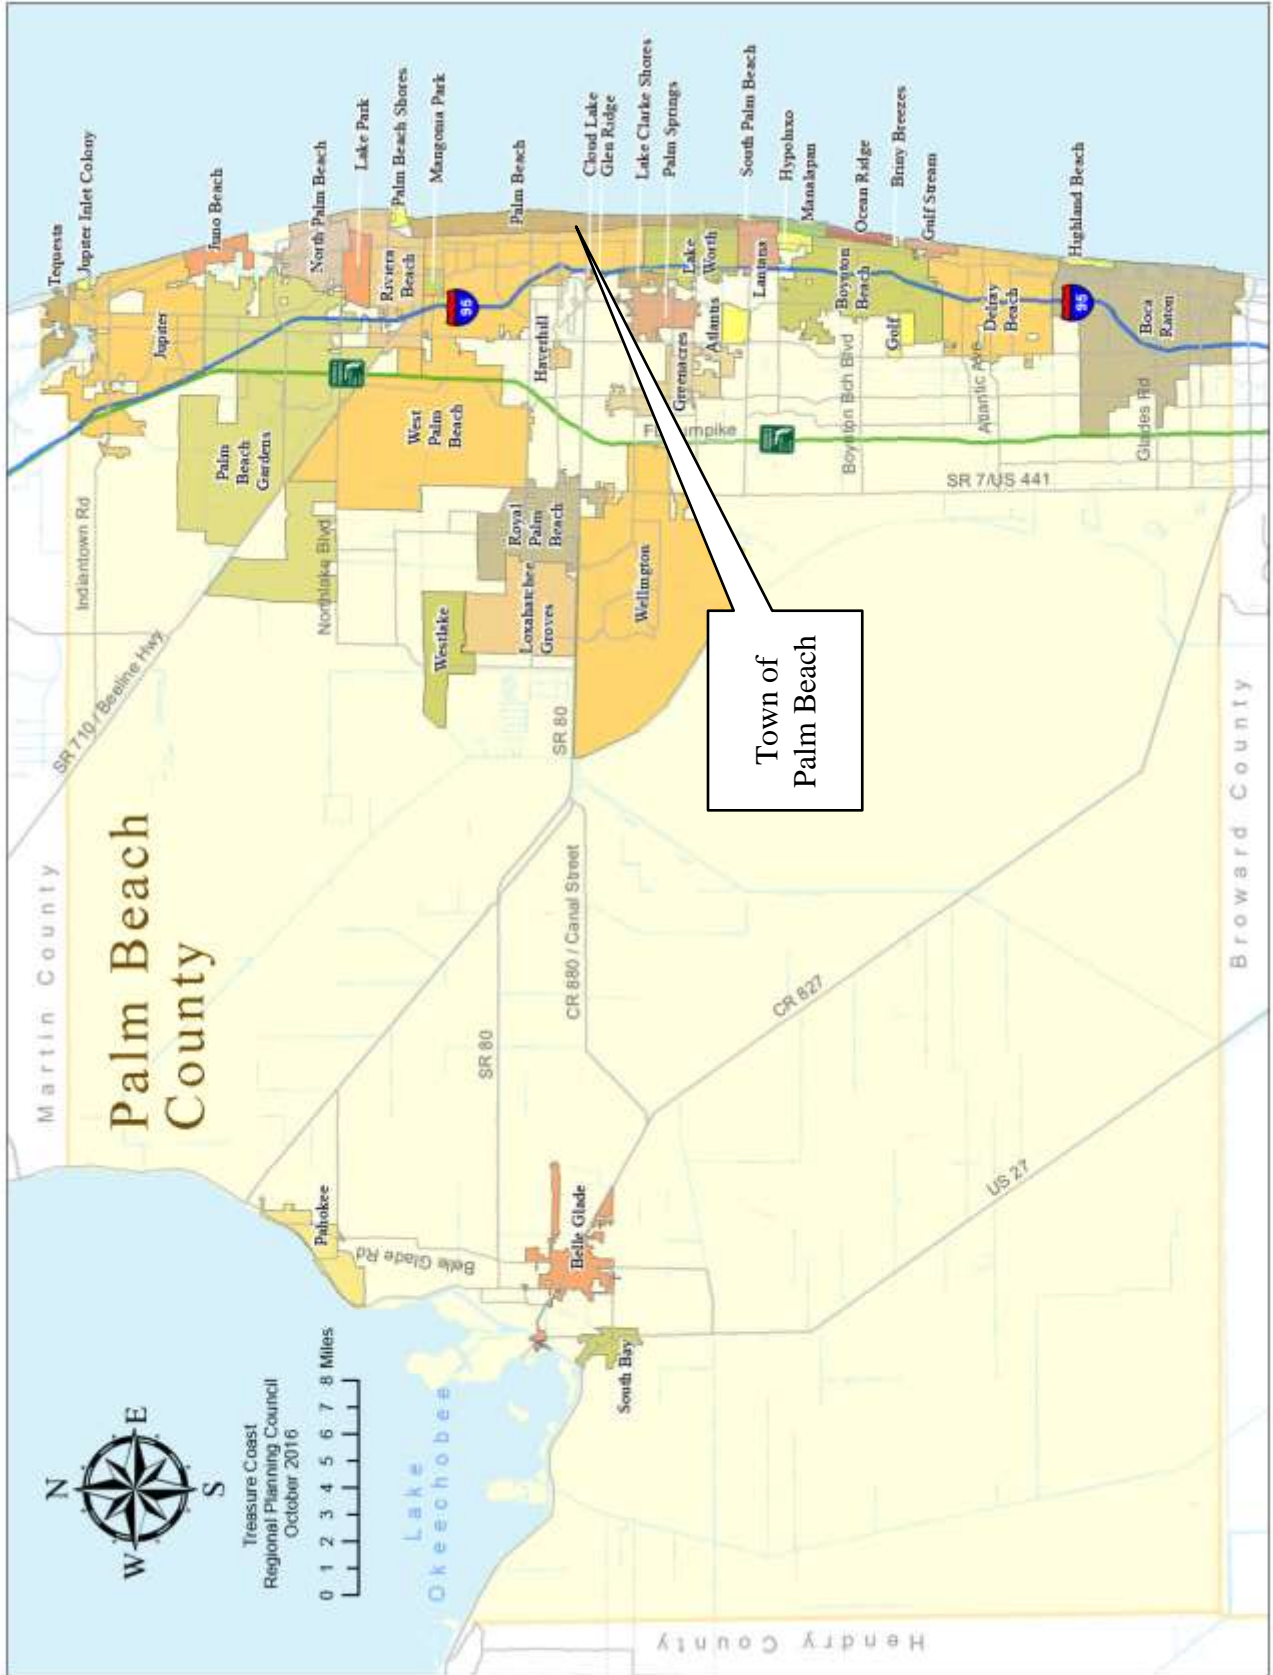 Martin County
Palm Beach
County
N
W
E
S
Treasure Coast
Regional Planning Council
October 2016
0 1 2 3 4 5 6 7 8 Miles
Lake
Okeechobee
Hendry County
Broward County
Pahokee
Belle Glade Rd
Belle Glade
South Bay
SR 80
CR 880 / Canal Street
CR 827
US 27
SR 80
SR 710 / Beeline Hwy
Indiantown Rd
Northlake Blvd
Westlake
Loxahatchee
Groves
Royal
Palm
Beach
Wellington
Palm
Beach
Gardens
West
Palm
Beach
Jupiter
Riviera
Beach
95
Haverhill
Greenacres
Atlantis
Lake
Worth
Lantana
Boynton
Beach
Boynton Bch Blvd
Golf
Atlantic Ave
Delray
Beach
95
Boca
Raton
Glades Rd
SR 7/US 441
Tequesta
Jupiter Inlet Colony
Juno Beach
North Palm Beach
Lake Park
Palm Beach Shores
Mangonia Park
Palm Beach
Cloud Lake
Glen Ridge
Lake Clarke Shores
Palm Springs
South Palm Beach
Hypoluxo
Manalapan
Ocean Ridge
Briny Breezes
Gulf Stream
Highland Beach
Town of
Palm Beach